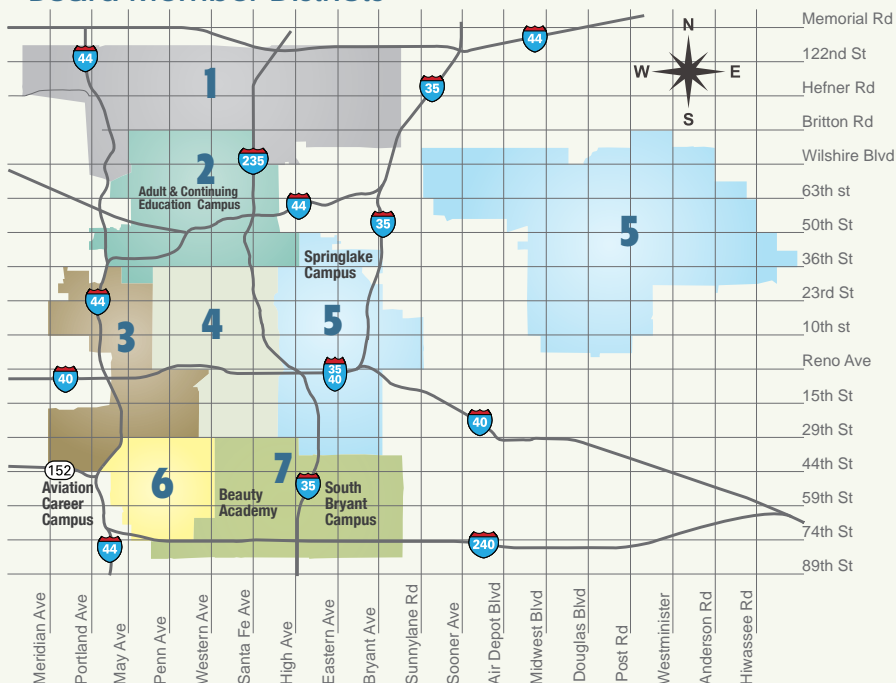 Board Member Districts
N
W
E
S
Memorial Rd
122nd St
Hefner Rd
Britton Rd
Wilshire Blvd
63th st
50th St
36th St
23rd St
10th st
Reno Ave
15th St
29th St
44th St
59th St
74th St
89th St
44
44
1
35
2
235
Adult & Continuing
Education Campus
44
35
5
Springlake
Campus
44
3
4
5
40
35
40
40
152
Aviation
Career
Campus
6
7
Beauty
Academy
35
South
Bryant
Campus
44
240
Meridian Ave
Portland Ave
May Ave
Penn Ave
Western Ave
Santa Fe Ave
High Ave
Eastern Ave
Bryant Ave
Sunnylane Rd
Sooner Ave
Air Depot Blvd
Midwest Blvd
Douglas Blvd
Post Rd
Westminister
Anderson Rd
Hiwassee Rd